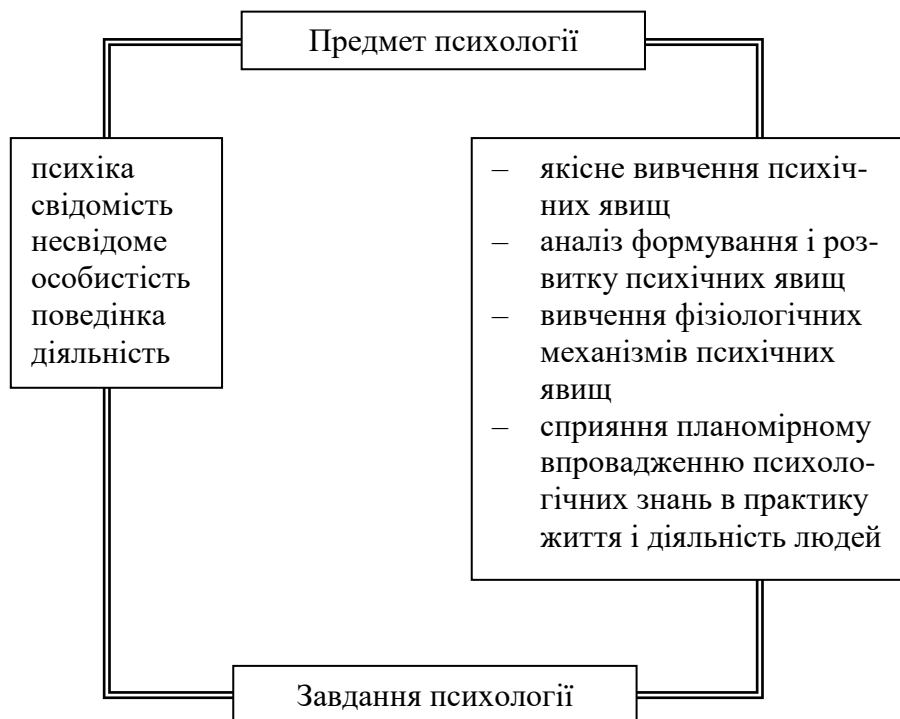 Предмет психології
психіка
свідомість
несвідоме
особистість
поведінка
діяльність
– якісне вивчення психіч-
них явищ
– аналіз формування і роз-
витку психічних явищ
– вивчення фізіологічних
механізмів психічних
явищ
– сприяння планомірному
впровадженню психоло-
гічних знань в практику
життя і діяльність людей
Завдання психології